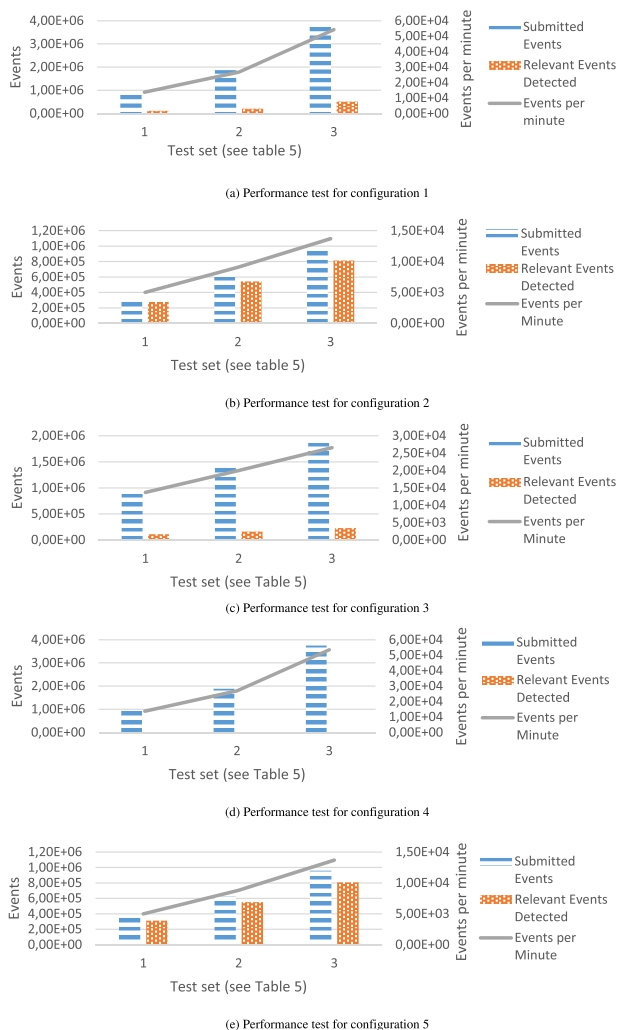 4,00E+06
3,00E+06
2,00E+06
1,00E+06
0,00E+00
Events
1
2
3
Test set (see table 5)
6,00E+04
5,00E+04
4,00E+04
3,00E+04
2,00E+04
1,00E+04
0,00E+00
Events per minute
Submitted
Events
Relevant Events
Detected
Events per
minute
(a) Performance test for configuration 1
1,20E+06
1,00E+06
8,00E+05
6,00E+05
4,00E+05
2,00E+05
0,00E+00
Events
1
2
3
Test set (see table 5)
1,50E+04
1,00E+04
5,00E+03
0,00E+00
Events per minute
Submitted
Events
Relevant Events
Detected
Events per
Minute
(b) Performance test for configuration 2
2,00E+06
1,50E+06
1,00E+06
5,00E+05
0,00E+00
Events
1
2
3
Test set (see Table 5)
3,00E+04
2,50E+04
2,00E+04
1,50E+04
1,00E+04
5,00E+03
0,00E+00
Events per minute
Submitted
Events
Relevant Events
Detected
Events per
Minute
(c) Performance test for configuration 3
4,00E+06
3,00E+06
2,00E+06
1,00E+06
0,00E+00
Events
1
2
3
Test set (see Table 5)
6,00E+04
5,00E+04
4,00E+04
3,00E+04
2,00E+04
1,00E+04
0,00E+00
Events per minute
Submitted
Events
Relevant Events
Detected
Events per
Minute
(d) Performance test for configuration 4
1,20E+06
1,00E+06
8,00E+05
6,00E+05
4,00E+05
2,00E+05
0,00E+00
Events
1
2
3
Test set (see Table 5)
1,50E+04
1,00E+04
5,00E+03
0,00E+00
Events per minute
Submitted
Events
Relevant Events
Detected
Events per
Minute
(e) Performance test for configuration 5